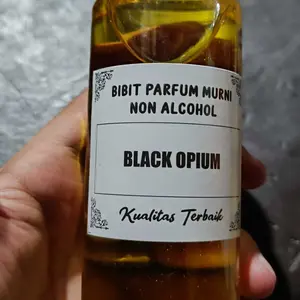 BIBIT PARFUM MURNI
NON ALCOHOL
BLACK OPIUM
Kualitas Terbaik